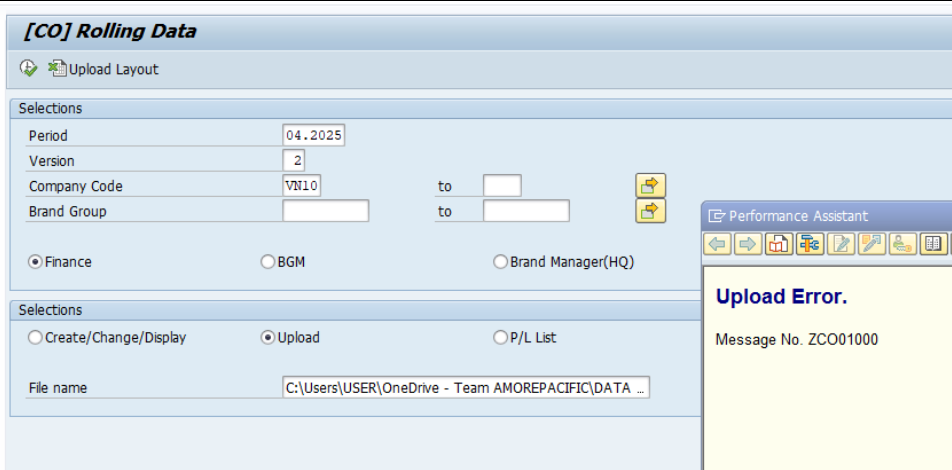 [CO] Rolling Data
Upload Layout
Selections
Period 04.2025
Version 2
Company Code VN10 to
Brand Group to
Finance BGM Brand Manager(HQ)
Selections
Create/Change/Display Upload P/L List
File name C:\Users\USER\OneDrive - Team AMOREPACIFIC\DATA ...
Performance Assistant
Upload Error.
Message No. ZCO01000